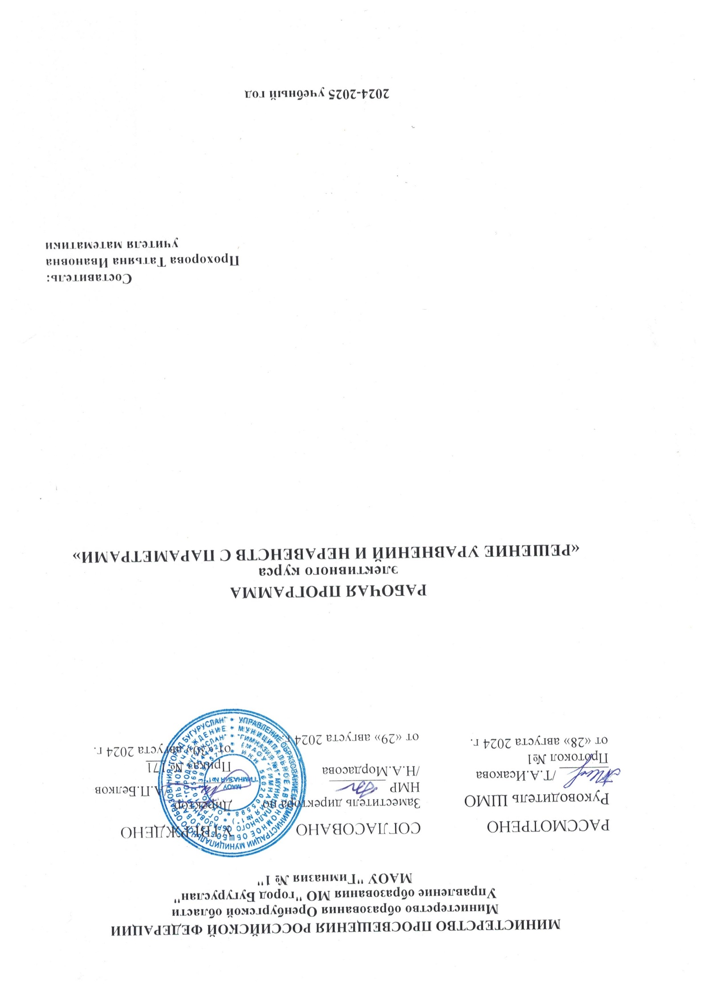 МИНИСТЕРСТВО ПРОСВЕЩЕНИЯ РОССИЙСКОЙ ФЕДЕРАЦИИ
Министерство образования Оренбургской области
Управление образования МО "город Бугуруслан"
МАОУ "Гимназия № 1"
РАССМОТРЕНО
Руководитель ШМО
/Т.А.Исакова
Протокол №1
от «28» августа 2024 г.
СОГЛАСОВАНО
Заместитель директора по
НМР
/Н.А.Мордасова
от «29» августа 2024 г.
УТВЕРЖДЕНО
Директор
А.П.Белков
Приказ № 171
от «30» августа 2024 г.
МАОУ
"ГИМНАЗИЯ №1"
РАБОЧАЯ ПРОГРАММА
элективного курса
«РЕШЕНИЕ УРАВНЕНИЙ И НЕРАВЕНСТВ С ПАРАМЕТРАМИ»
Составитель:
Прохорова Татьяна Ивановна
учителя математики
2024-2025 учебный год